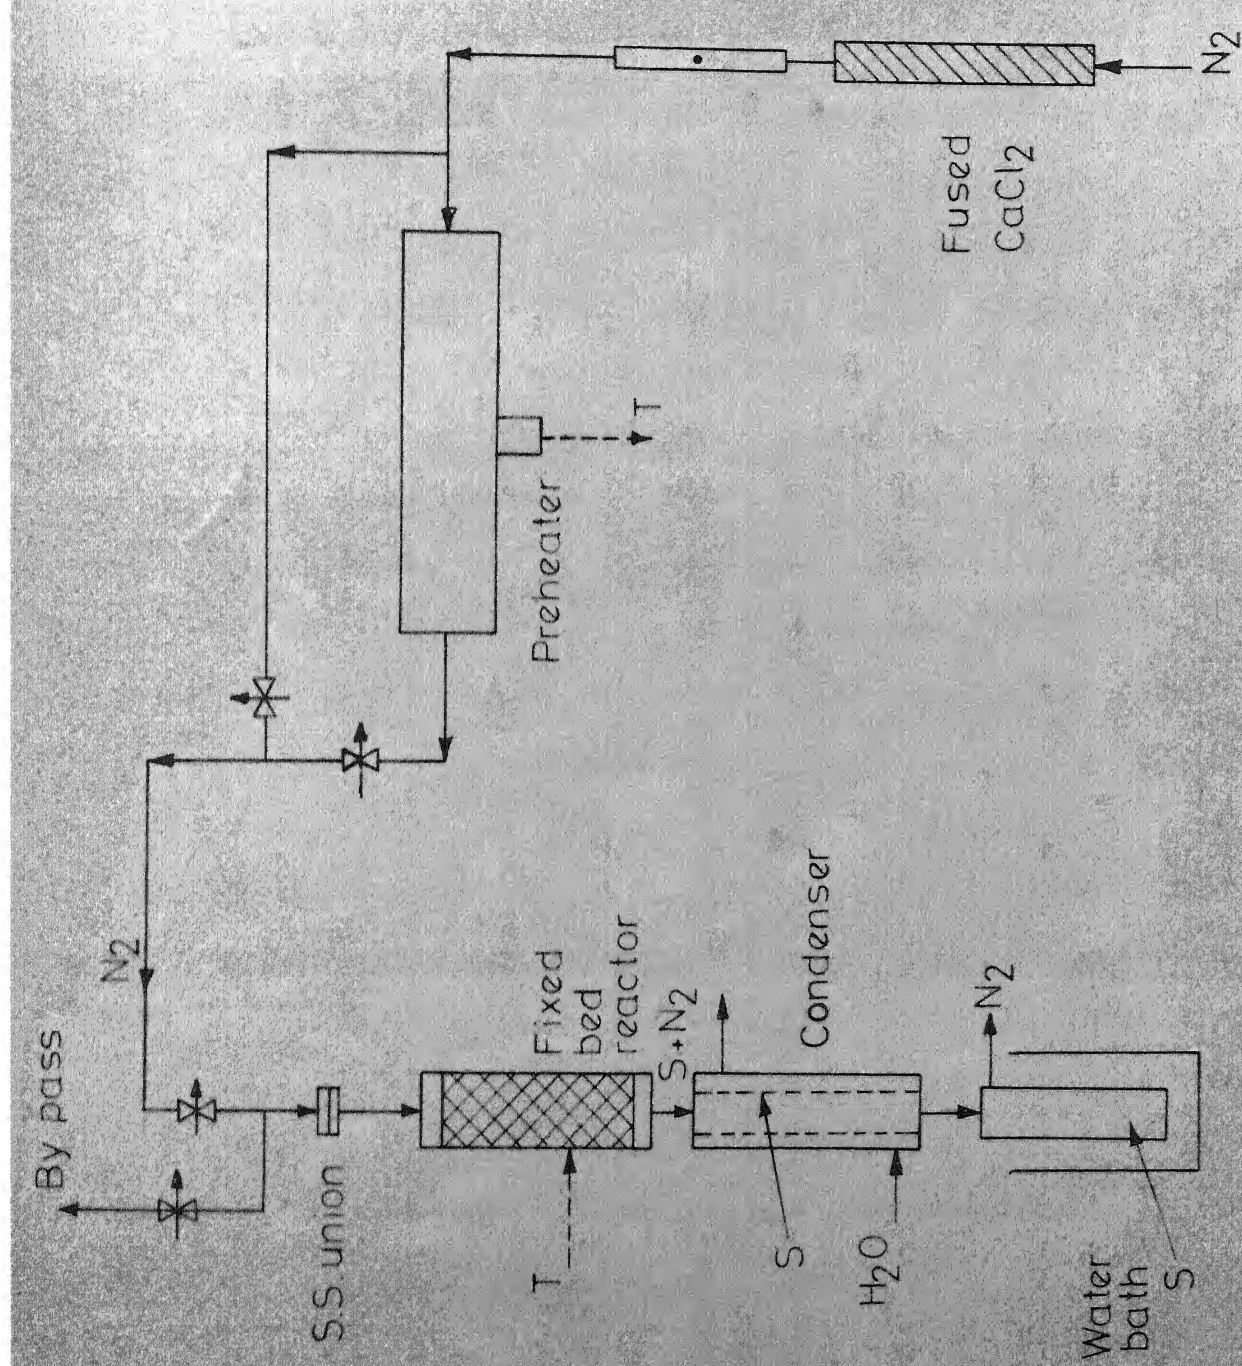 By pass
N2
S.S. union
Fixed
bed
reactor
T
S+N2
Condenser
S
H2O
N2
Water
bath
S
Preheater
T
Fused
CaCl2
N2